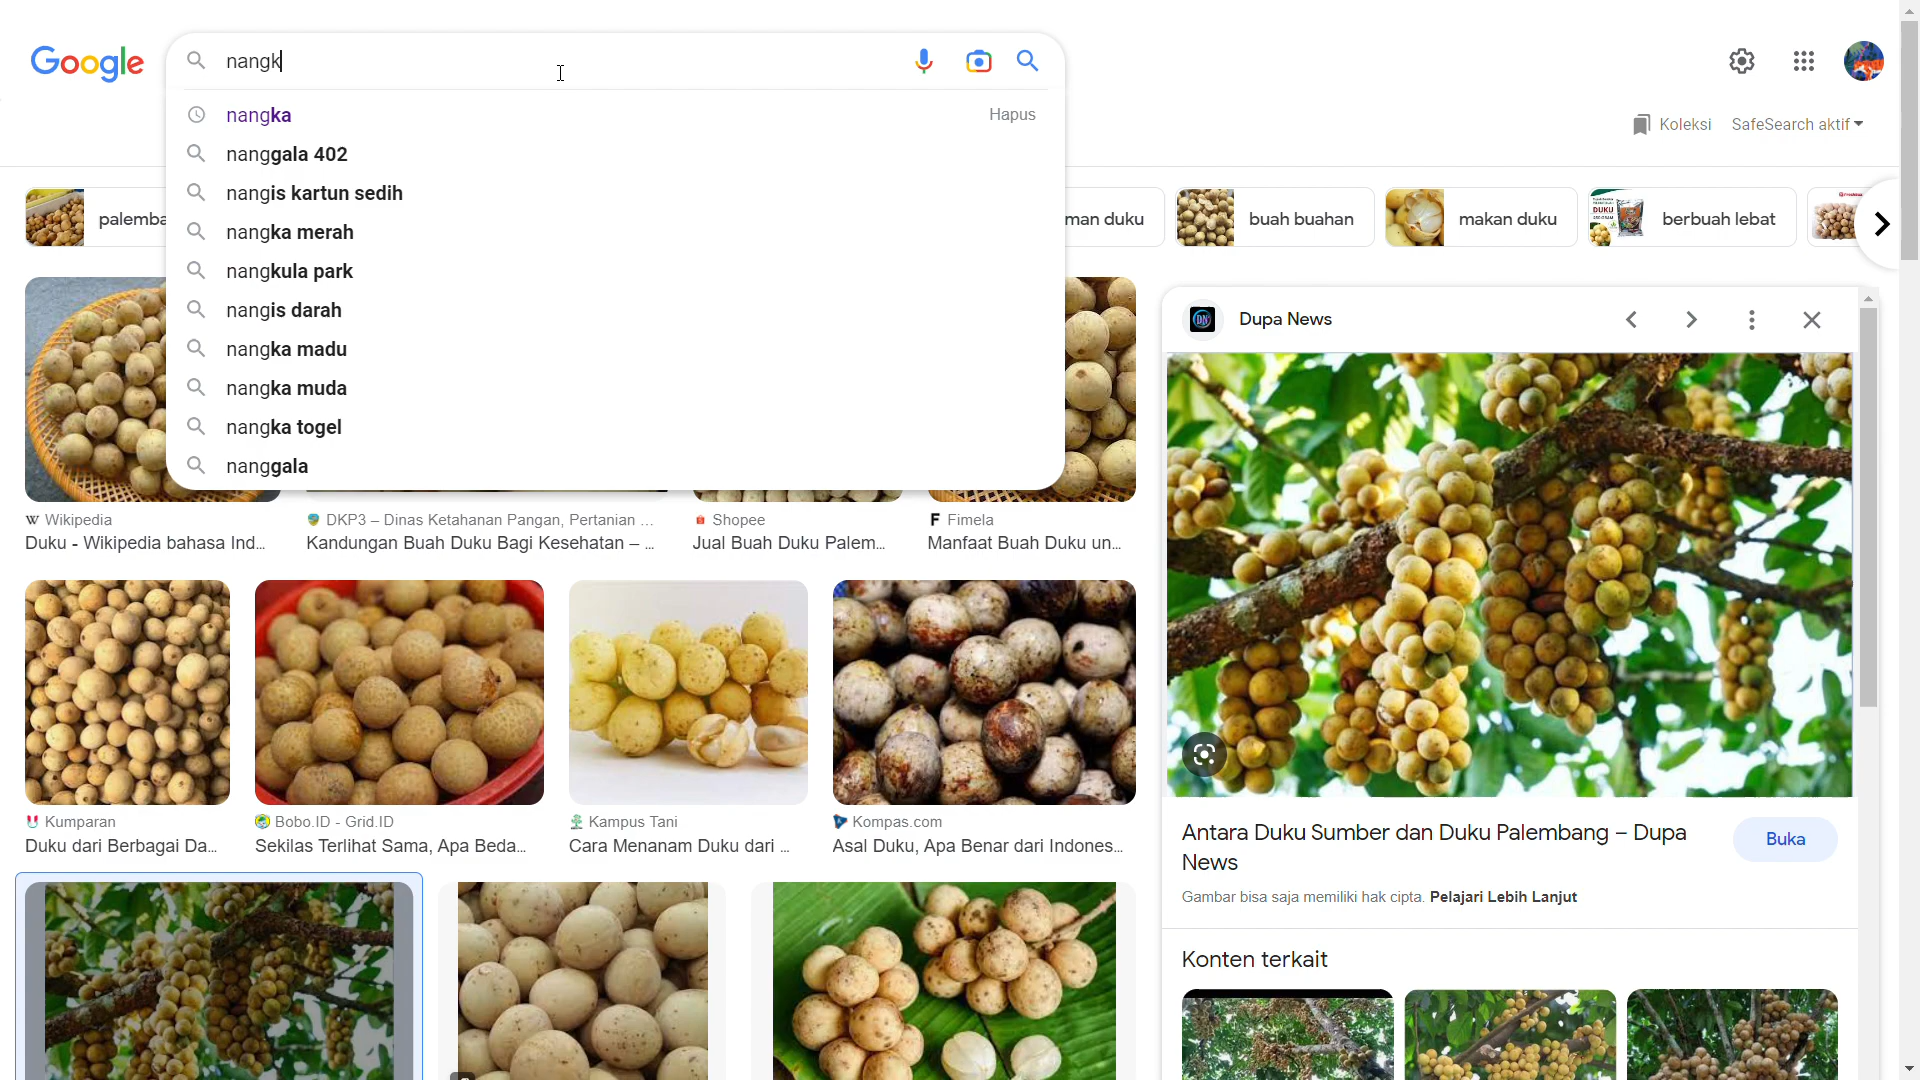 Google
nangk
nangka
Hapus
nanggala 402
nangis kartun sedih
nangka merah
nangkula park
nangis darah
nangka madu
nangka muda
nangka togel
nanggala
Koleksi
SafeSearch aktif
palemba
man duku
buah buahan
makan duku
DUKU
berbuah lebat
Wikipedia
Duku - Wikipedia bahasa Ind...
DKP3 – Dinas Ketahanan Pangan, Pertanian ...
Kandungan Buah Duku Bagi Kesehatan – ...
Shopee
Jual Buah Duku Palem...
Fimela
Manfaat Buah Duku un...
Kumparan
Duku dari Berbagai Da...
Bobo.ID - Grid.ID
Sekilas Terlihat Sama, Apa Beda...
Kampus Tani
Cara Menanam Duku dari ...
Kompas.com
Asal Duku, Apa Benar dari Indones...
DN
Dupa News
Antara Duku Sumber dan Duku Palembang – Dupa
News
Buka
Gambar bisa saja memiliki hak cipta. Pelajari Lebih Lanjut
Konten terkait